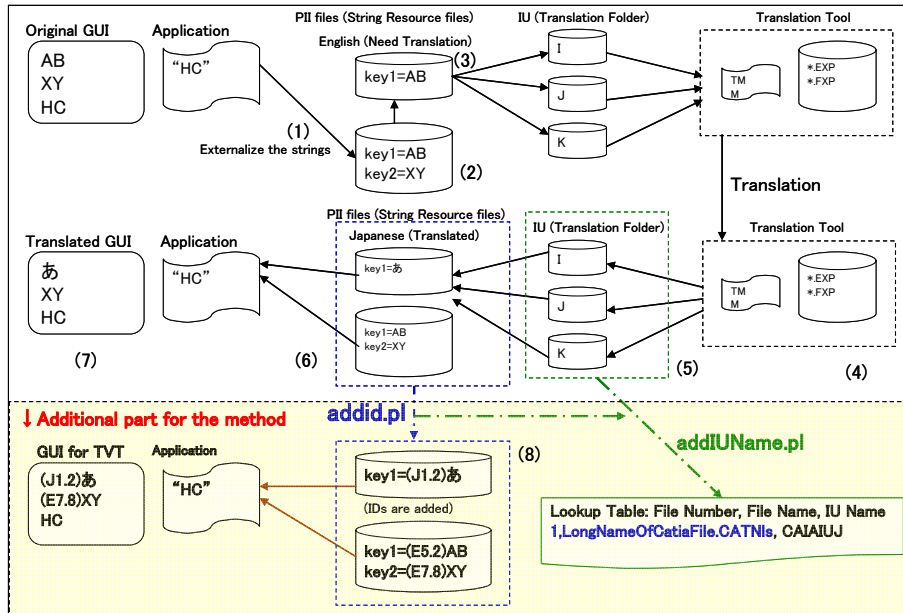 Original GUI
AB
XY
HC
Application
“HC”
(1)
Externalize the strings
PII files (String Resource files)
English (Need Translation)
(3)
key1=AB
key1=AB
key2=XY
(2)
IU (Translation Folder)
I
J
K
Translation Tool
TM
M
*.EXP
*.FXP
Translation
Translated GUI
あ
XY
HC
(7)
Application
“HC”
(6)
PII files (String Resource files)
Japanese (Translated)
key1=あ
key1=AB
key2=XY
IU (Translation Folder)
I
J
K
(5)
Translation Tool
TM
M
*.EXP
*.FXP
(4)
↓ Additional part for the method
addid.pl
addIUName.pl
GUI for TVT
(J1.2)あ
(E7.8)XY
HC
Application
“HC”
(8)
key1=(J1.2)あ
(IDs are added)
key1=(E5.2)AB
key2=(E7.8)XY
Lookup Table: File Number, File Name, IU Name
1,LongNameOfCatiaFile.CATNls, CAIAIUJ